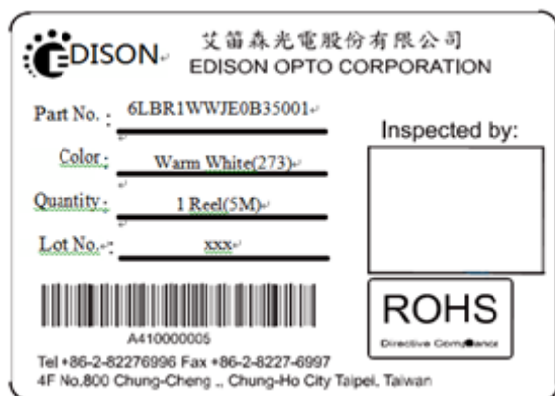 EDISON
艾笛森光電股份有限公司
EDISON OPTO CORPORATION
Part No. : 6LBR1WWJE0B35001
Color : Warm White(273)
Quantity : 1 Reel(5M)
Lot No. : xxx
Inspected by:
A410000005
ROHS
Directive Compliance
Tel +86-2-82276996 Fax +86-2-8227-6997
4F No.800 Chung-Cheng ., Chung-Ho City Taipei, Taiwan